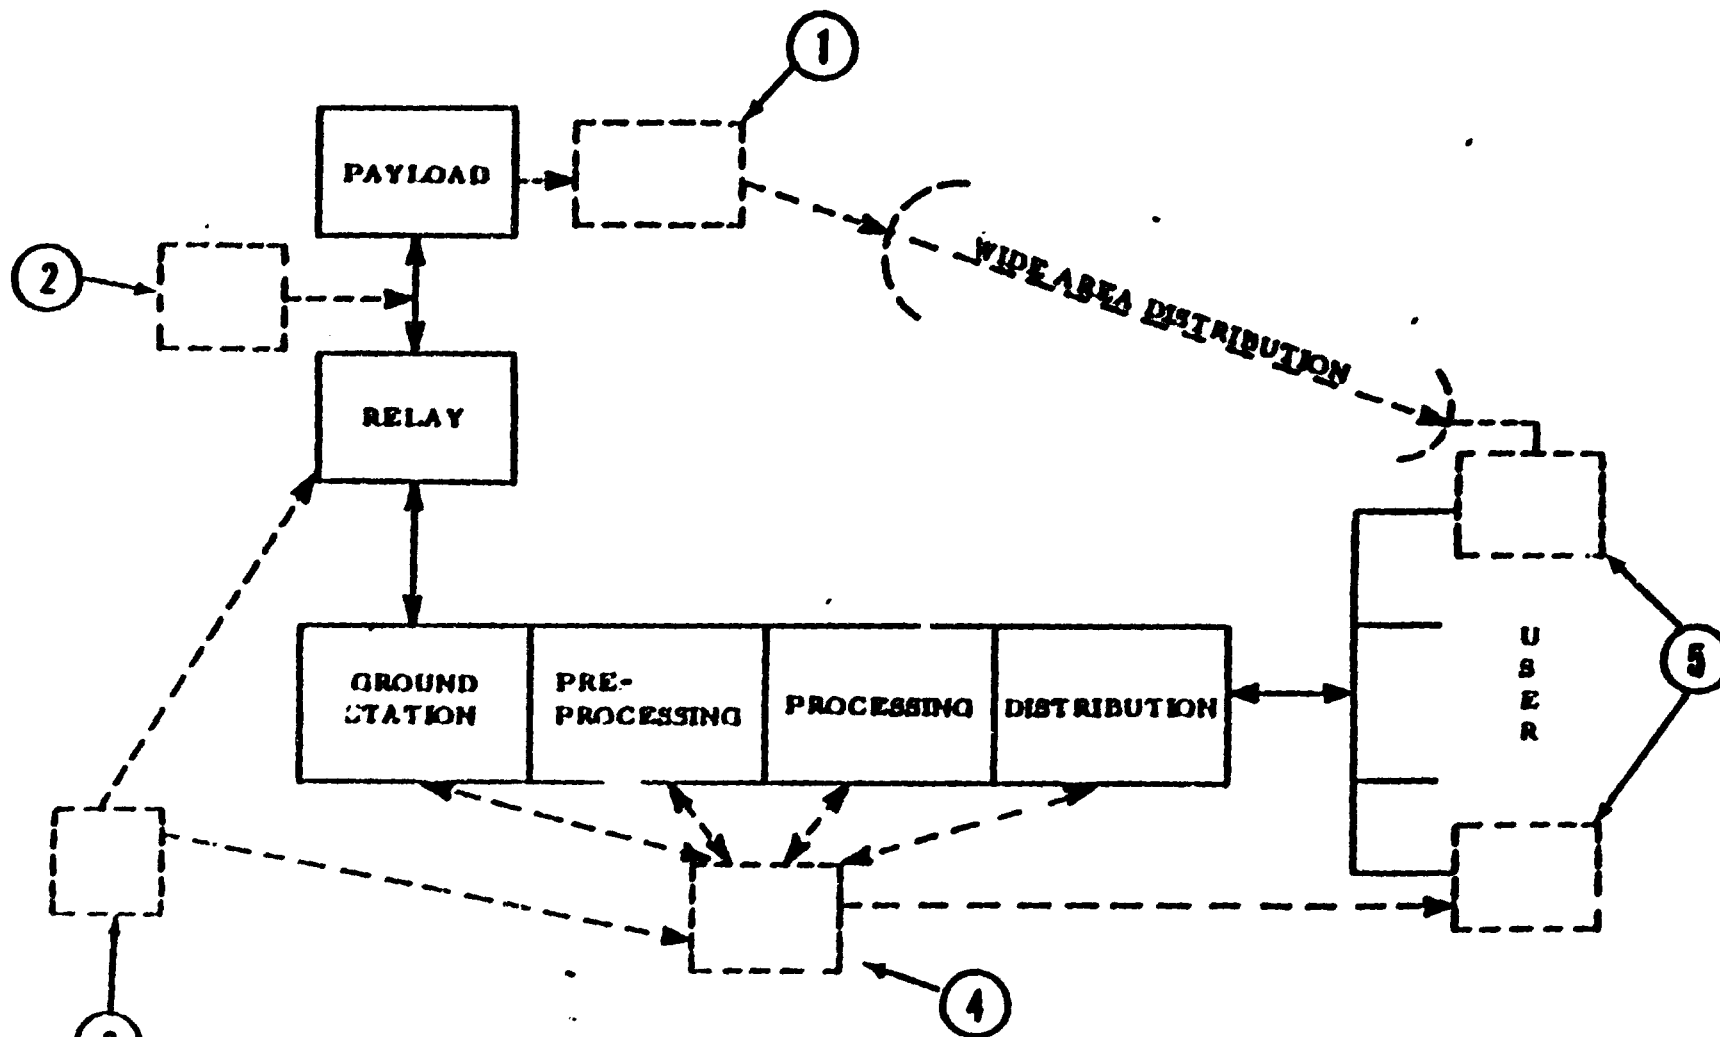 1
PAYLOAD
2
WIDE AREA DISTRIBUTION
RELAY
GROUND
STATION
PRE-
PROCESSING
PROCESSING
DISTRIBUTION
U
S
E
R
5
4